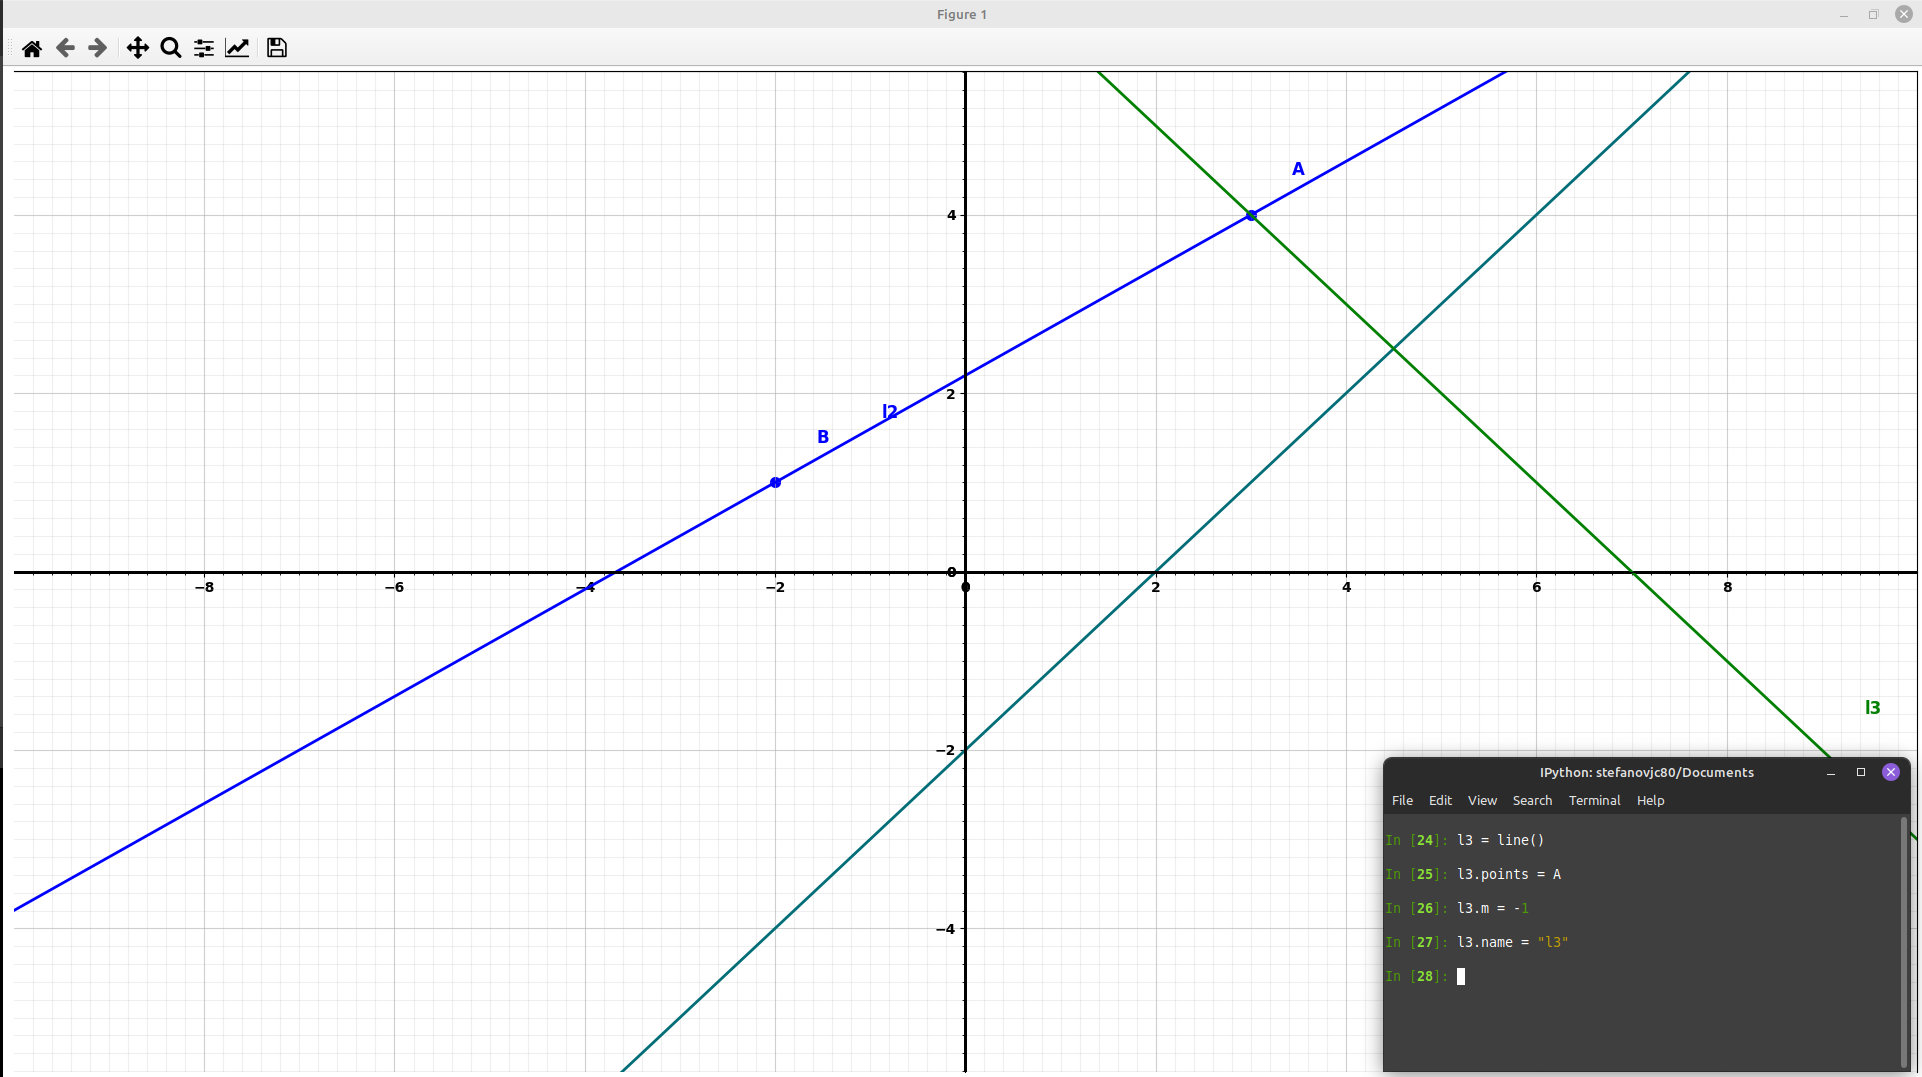 Figure 1
A
4
2
l2
B
0
−8
−6
−4
−2
0
2
4
6
8
−2
−4
l3
IPython: stefanovjc80/Documents
File Edit View Search Terminal Help
In [24]: l3 = line()
In [25]: l3.points = A
In [26]: l3.m = -1
In [27]: l3.name = "l3"
In [28]: